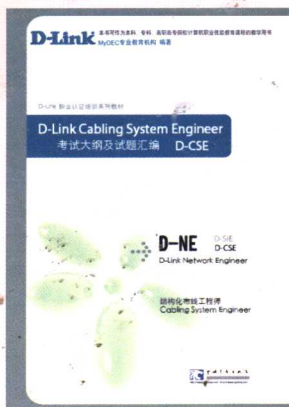 D-Link
本书可作为本科、专科、高职高专院校计算机职业技能教育课程的教学用书
MyDEC专业教育机构 编著
D-Link 职业认证培训系列教材
D-Link Cabling System Engineer
考试大纲及试题汇编 D-CSE
D-NE D-SIE
D-CSE
D-Link Network Engineer
结构化布线工程师
Cabling System Engineer